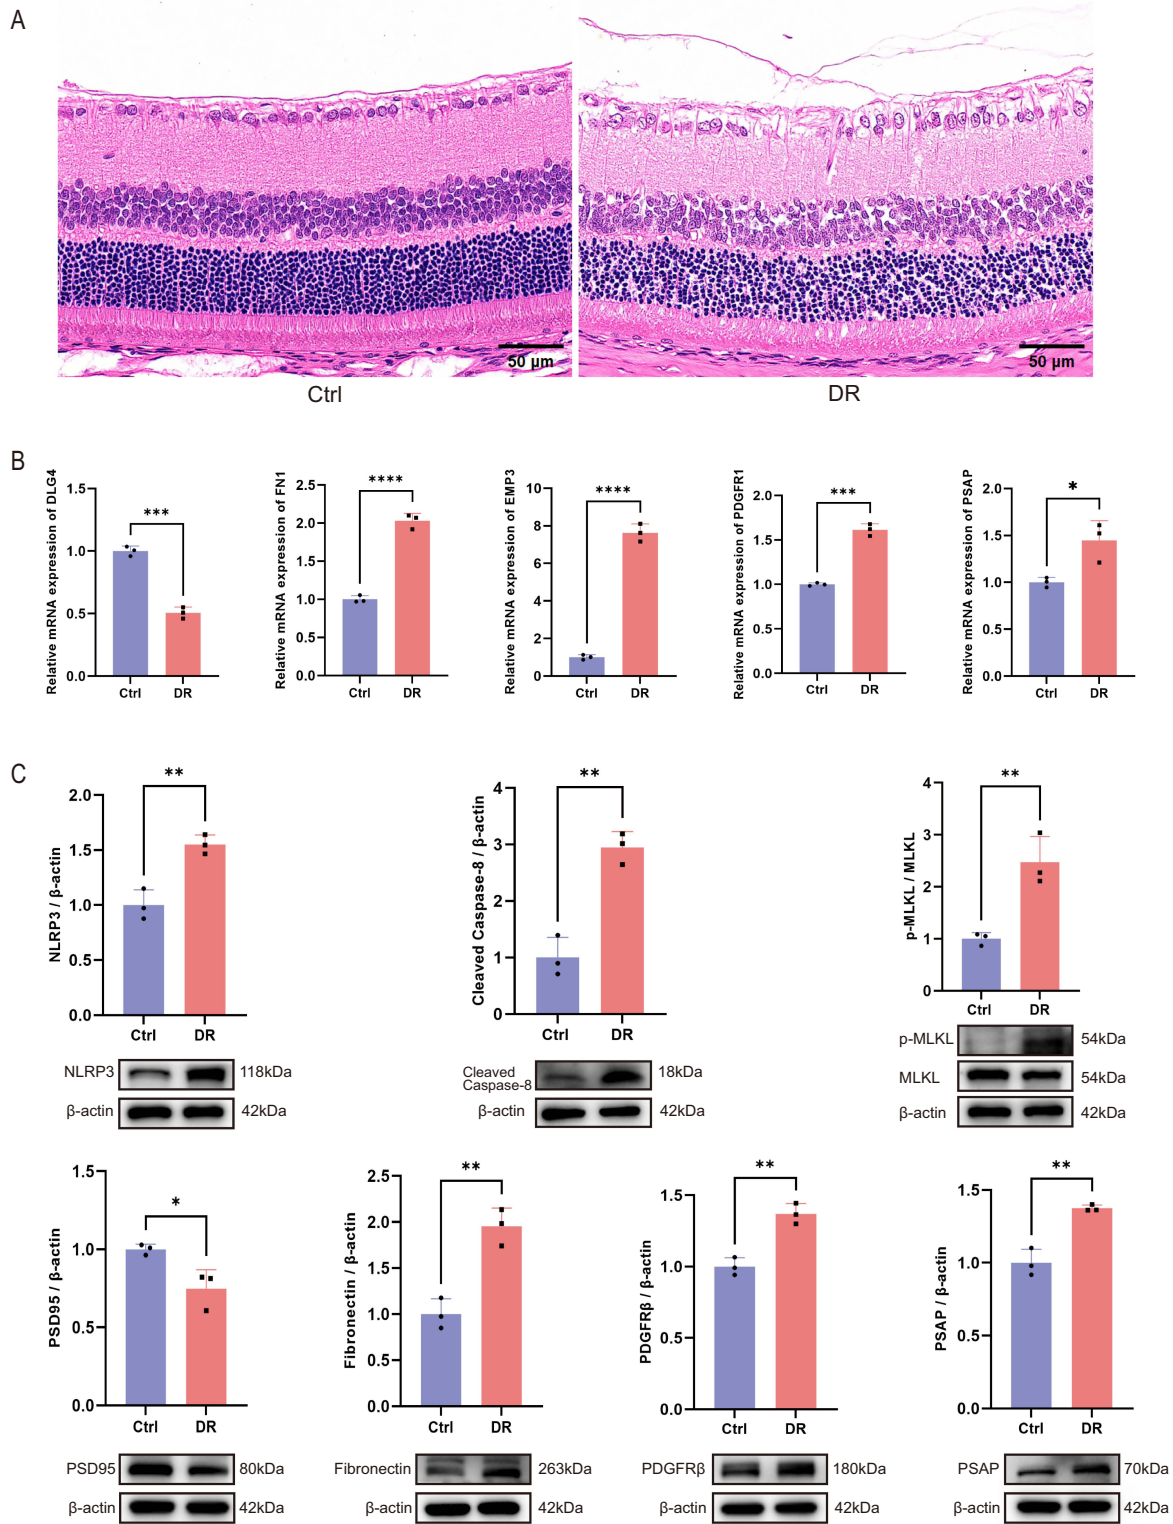 A
50 µm
50 µm
Ctrl
DR
B
Relative mRNA expression of DLG4
1.5
1.0
0.5
0.0
***
Ctrl
DR
Relative mRNA expression of FN1
2.5
2.0
1.5
1.0
0.5
0.0
****
Ctrl
DR
Relative mRNA expression of EMP3
10
8
6
4
2
0
****
Ctrl
DR
Relative mRNA expression of PDGFR1
2.0
1.5
1.0
0.5
0.0
***
Ctrl
DR
Relative mRNA expression of PSAP
2.0
1.5
1.0
0.5
0.0
*
Ctrl
DR
C
NLRP3 / β-actin
2.0
1.5
1.0
0.5
0.0
**
Ctrl
DR
NLRP3
118kDa
β-actin
42kDa
Cleaved Caspase-8 / β-actin
4
3
2
1
0
**
Ctrl
DR
Cleaved
Caspase-8
18kDa
β-actin
42kDa
p-MLKL / MLKL
4
3
2
1
0
**
Ctrl
DR
p-MLKL
54kDa
MLKL
54kDa
β-actin
42kDa
PSD95 / β-actin
1.5
1.0
0.5
0.0
*
Ctrl
DR
PSD95
80kDa
β-actin
42kDa
Fibronectin / β-actin
2.5
2.0
1.5
1.0
0.5
0.0
**
Ctrl
DR
Fibronectin
263kDa
β-actin
42kDa
PDGFRβ / β-actin
1.5
1.0
0.5
0.0
**
Ctrl
DR
PDGFRβ
180kDa
β-actin
42kDa
PSAP / β-actin
1.5
1.0
0.5
0.0
**
Ctrl
DR
PSAP
70kDa
β-actin
42kDa